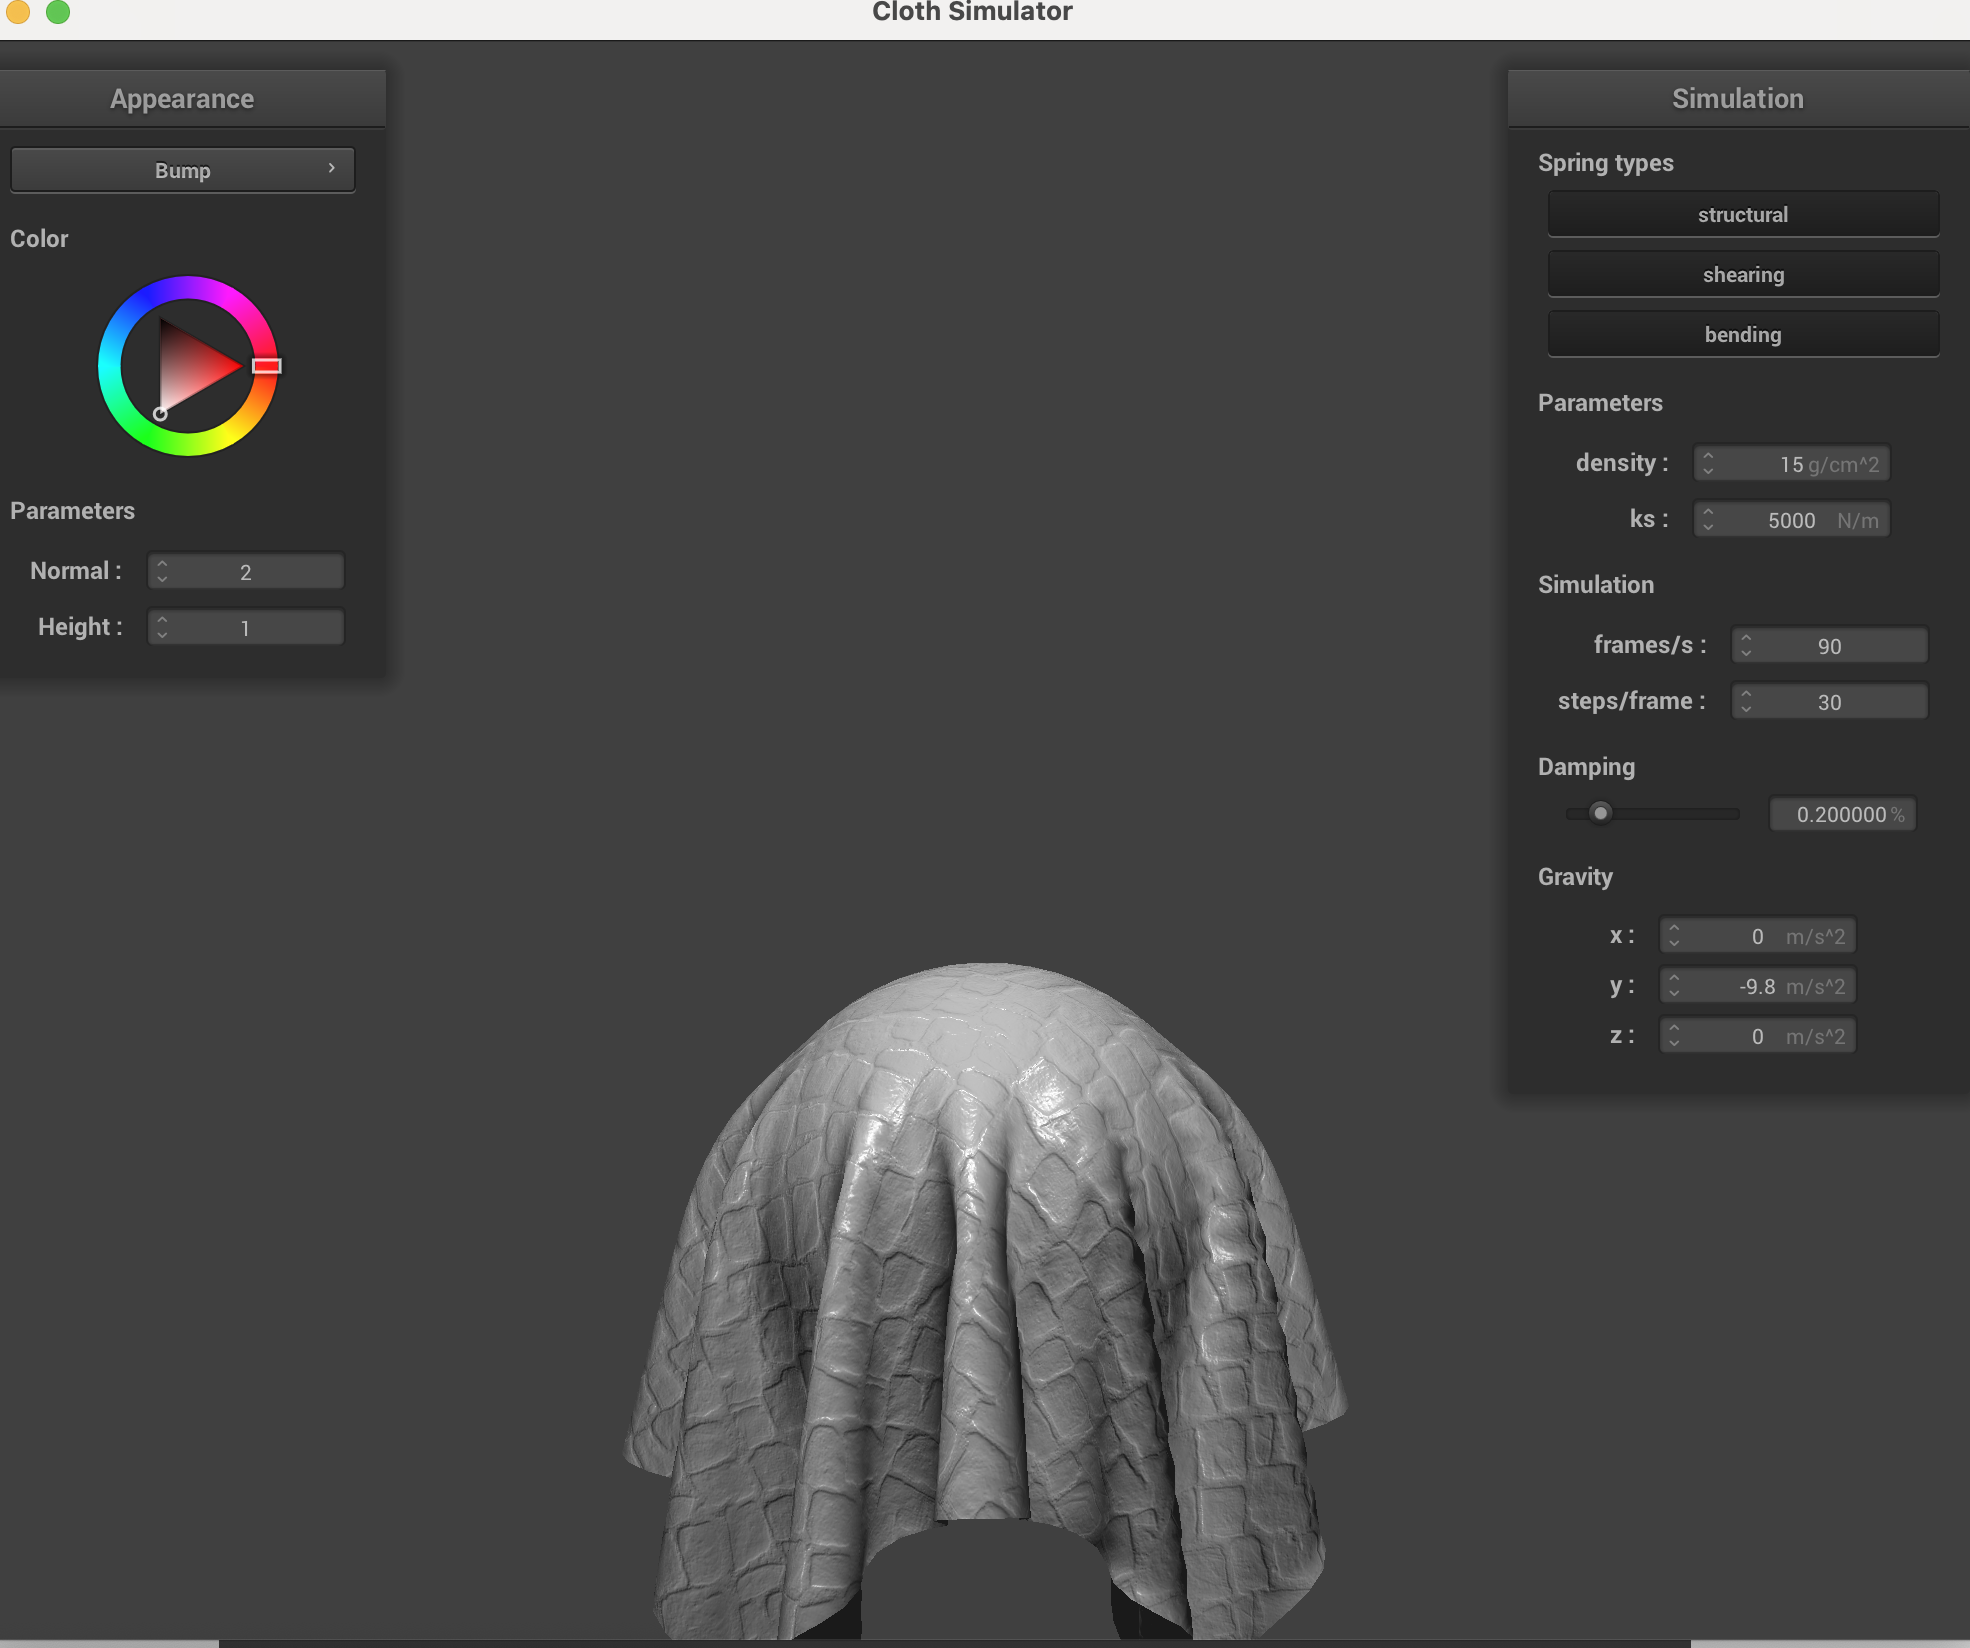 Cloth Simulator
Appearance
Bump
Color
Parameters
Normal : 2
Height : 1
Simulation
Spring types
structural
shearing
bending
Parameters
density : 15 g/cm^2
ks : 5000 N/m
Simulation
frames/s : 90
steps/frame : 30
Damping
0.200000 %
Gravity
x : 0 m/s^2
y : -9.8 m/s^2
z : 0 m/s^2